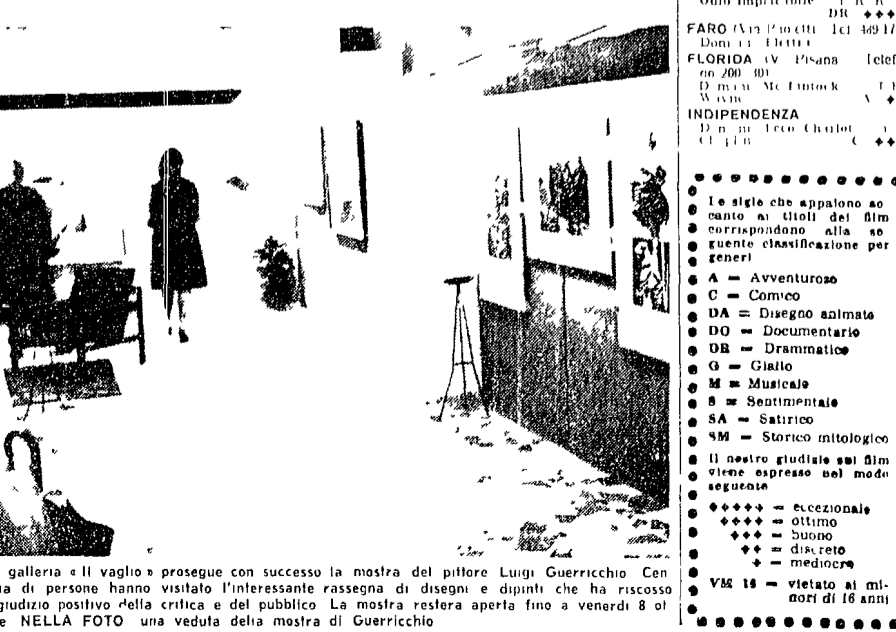 galleria « Il vaglio » prosegue con successo la mostra del pittore Luigi Guerricchio Cen
ia di persone hanno visitato l'interessante rassegna di disegni e dipinti che ha riscosso
giudizio positivo della critica e del pubblico La mostra restera aperta fino a venerdi 8 ot
e NELLA FOTO una veduta della mostra di Guerricchio
DR ♦♦♦
FARO
FLORIDA Pisana
INDIPENDENZA
Le sigle che appaiono ac
canto ai titoli dei film
corrispondono alla se
guente classificazione per
generi
A = Avventuroso
C = Comico
DA = Disegno animato
DO = Documentario
DR = Drammatico
G = Giallo
M = Musicale
S = Sentimentale
SA = Satirico
SM = Storico mitologico
Il nostro giudizio sui film
viene espresso nel modo
seguente
♦♦♦♦♦ = eccezionale
♦♦♦♦ = ottimo
♦♦♦ = buono
♦♦ = discreto
♦ = mediocre
VM 16 = vietato ai mi-
nori di 16 anni